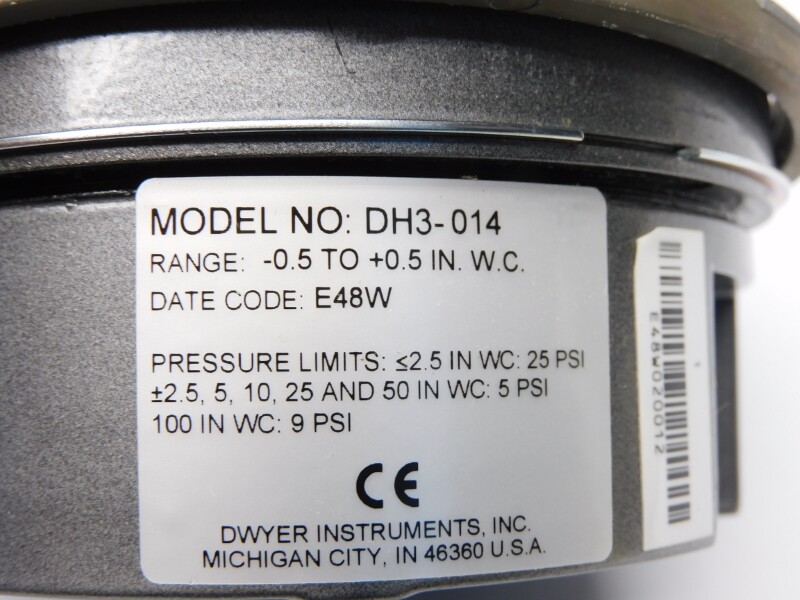 MODEL NO: DH3-014
RANGE: -0.5 TO +0.5 IN. W.C.
DATE CODE: E48W
PRESSURE LIMITS: ≤2.5 IN WC: 25 PSI
±2.5, 5, 10, 25 AND 50 IN WC: 5 PSI
100 IN WC: 9 PSI
CE
DWYER INSTRUMENTS, INC.
MICHIGAN CITY, IN 46360 U.S.A.
E48W020012